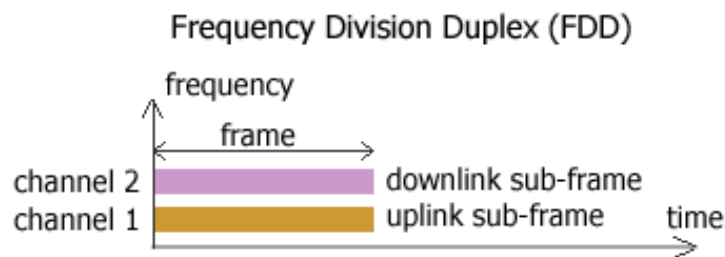 Frequency Division Duplex (FDD)
frequency
frame
channel 2 downlink sub-frame
channel 1 uplink sub-frame
time